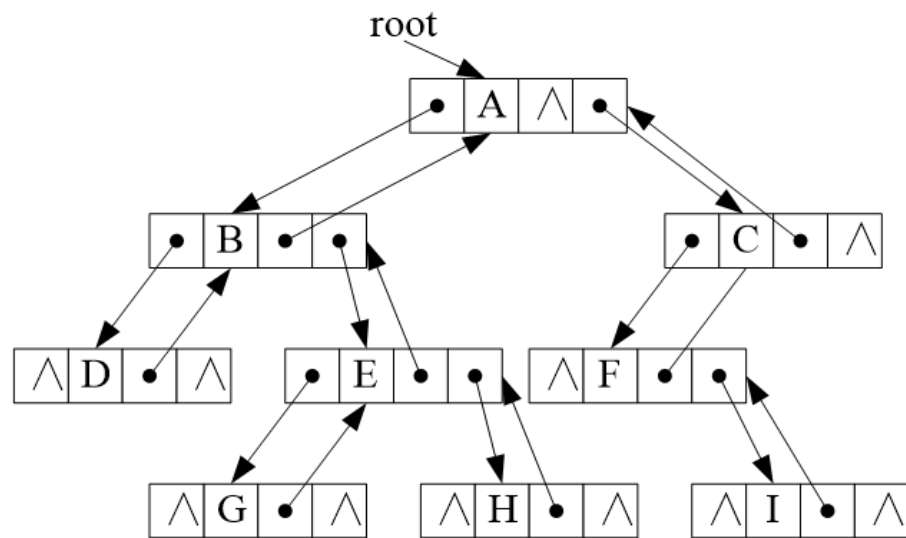 root
A ∧
B C ∧
∧ D ∧ E ∧ F
∧ G ∧ ∧ H ∧ ∧ I ∧